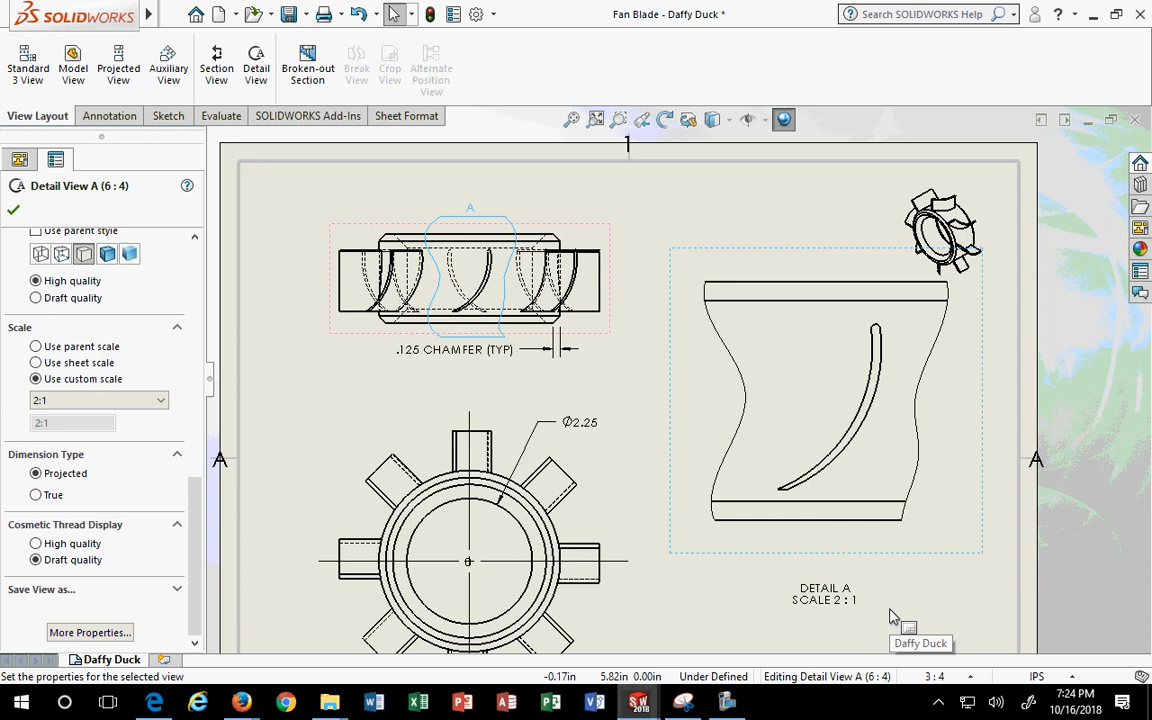 SOLIDWORKS
Fan Blade - Daffy Duck *
Search SOLIDWORKS Help
Standard 3 View
Model View
Projected View
Auxiliary View
Section View
Detail View
Broken-out Section
Break View
Crop View
Alternate Position View
View Layout
Annotation
Sketch
Evaluate
SOLIDWORKS Add-Ins
Sheet Format
Detail View A (6 : 4)
Use parent style
High quality
Draft quality
Scale
Use parent scale
Use sheet scale
Use custom scale
2:1
2:1
Dimension Type
Projected
True
Cosmetic Thread Display
High quality
Draft quality
Save View as...
More Properties...
1
A
.125 CHAMFER (TYP)
Ø2.25
A
A
DETAIL A
SCALE 2 : 1
Daffy Duck
Daffy Duck
Set the properties for the selected view
-0.17in
5.82in
0.00in
Under Defined
Editing Detail View A (6 : 4)
3 : 4
IPS
SW
2018
7:24 PM
10/16/2018